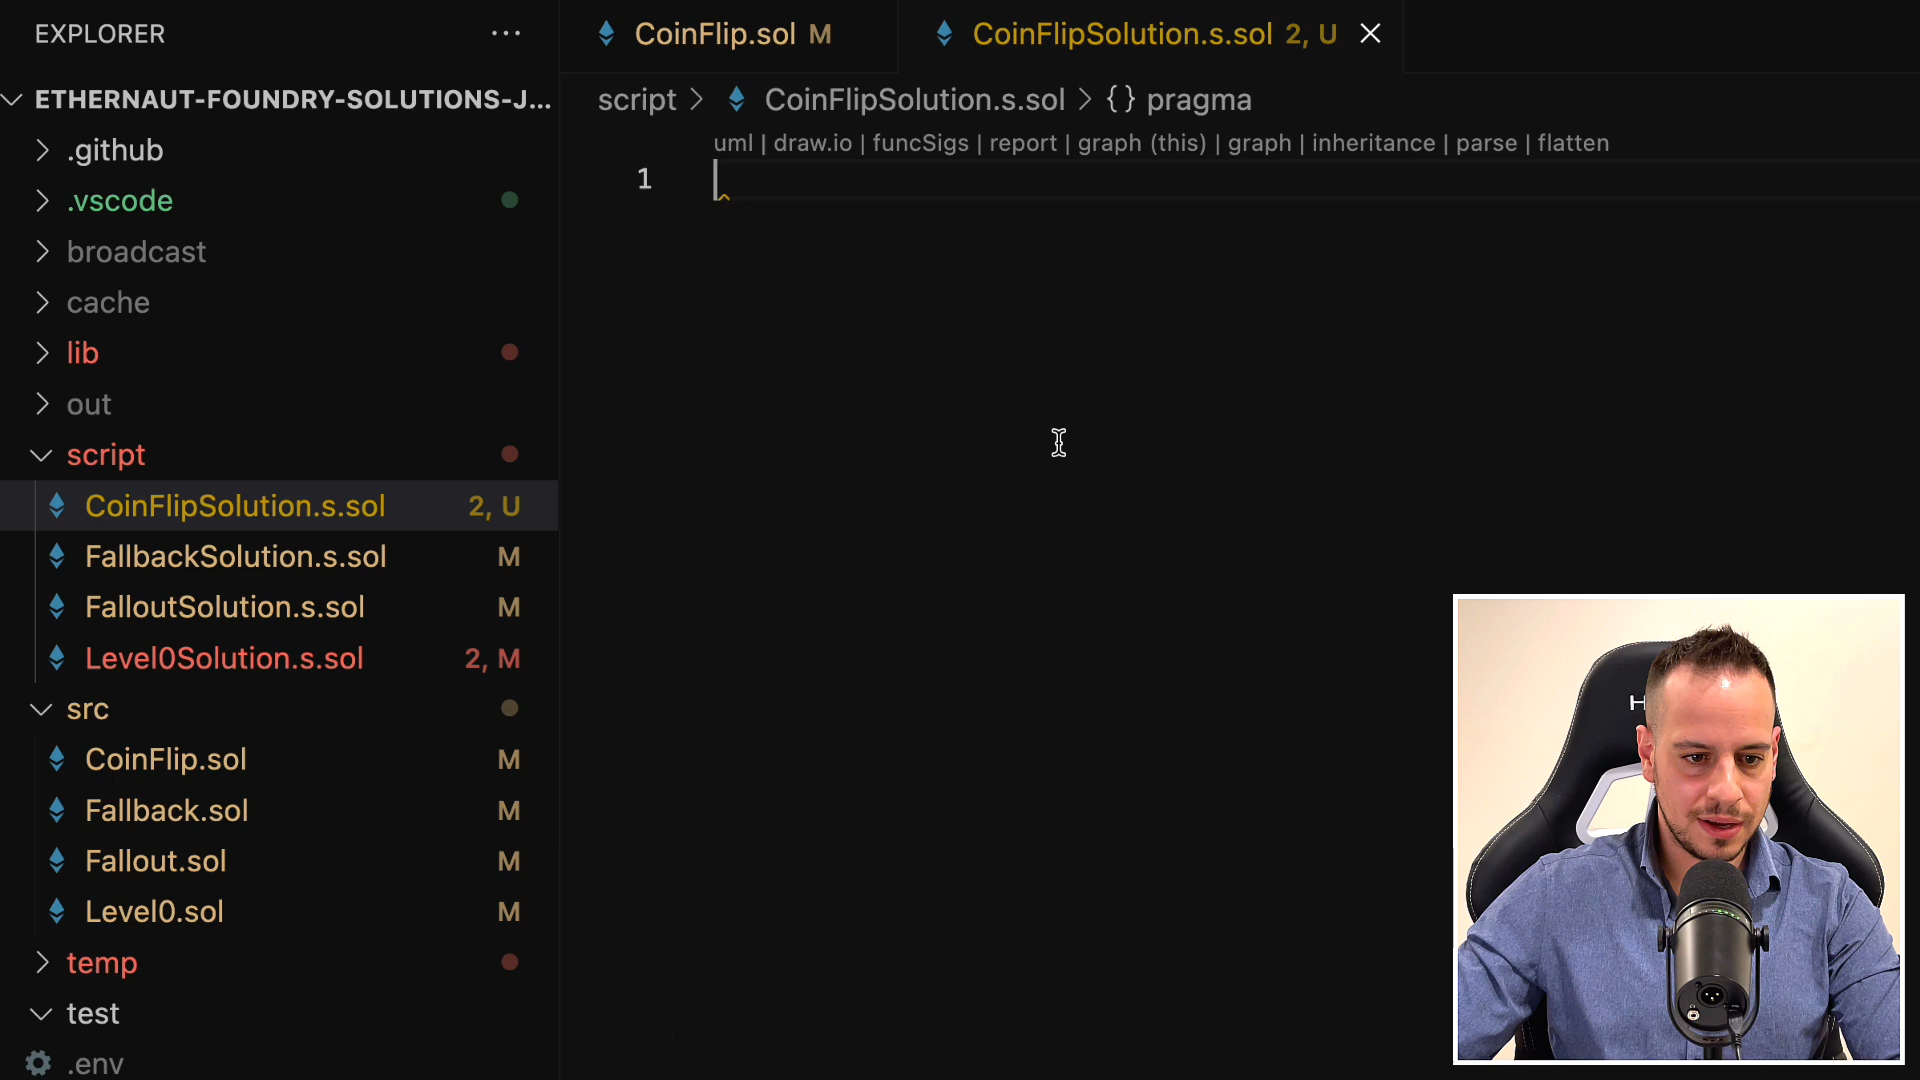 EXPLORER
ETHERNAUT-FOUNDRY-SOLUTIONS-J...
.github
.vscode
broadcast
cache
lib
out
script
CoinFlipSolution.s.sol 2, U
FallbackSolution.s.sol M
FalloutSolution.s.sol M
Level0Solution.s.sol 2, M
src
CoinFlip.sol M
Fallback.sol M
Fallout.sol M
Level0.sol M
temp
test
.env
CoinFlip.sol M
CoinFlipSolution.s.sol 2, U
script > CoinFlipSolution.s.sol > {} pragma
uml | draw.io | funcSigs | report | graph (this) | graph | inheritance | parse | flatten
1
H